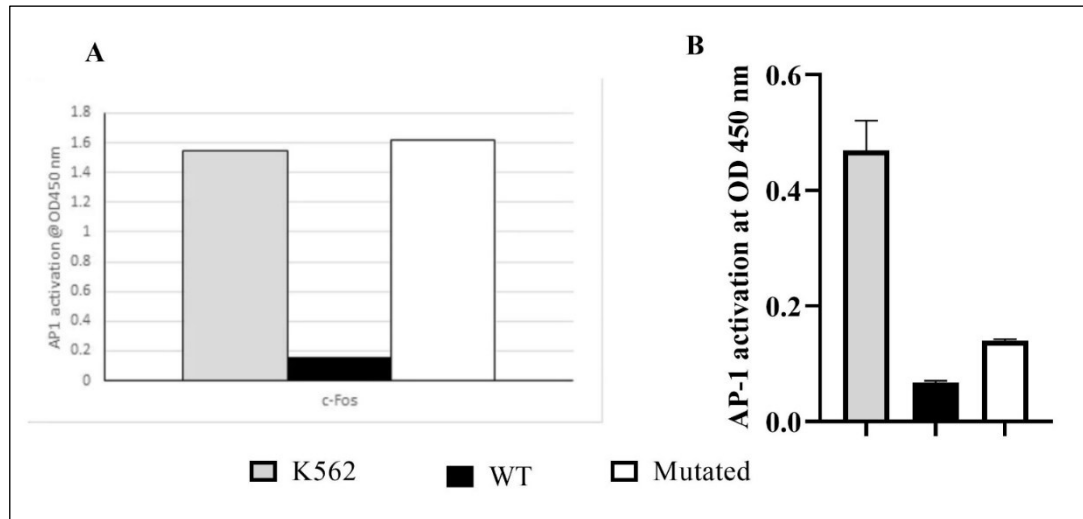 A
AP1 activation @OD450 nm
1.8
1.6
1.4
1.2
1
0.8
0.6
0.4
0.2
0
c-Fos
B
AP-1 activation at OD 450 nm
0.6
0.4
0.2
0.0
K562
WT
Mutated